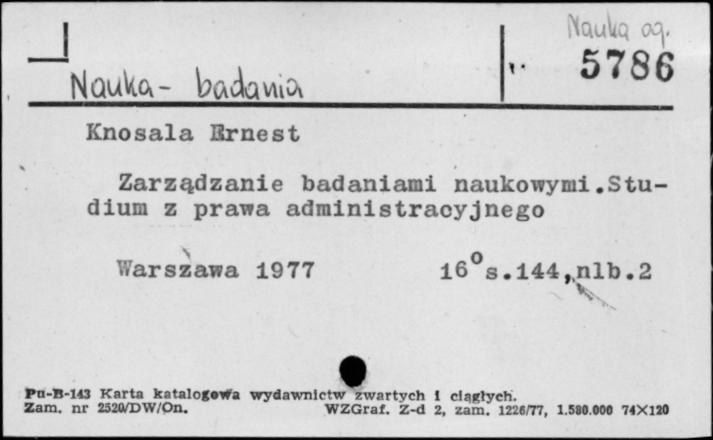 Nauka og.
5786
Nauka - badania
Knosala Ernest
Zarządzanie badaniami naukowymi.Stu-
dium z prawa administracyjnego
Warszawa 1977 16° s.144,nlb.2
Pu-B-143 Karta katalogowa wydawnictw zwartych i ciągłych.
Zam. nr 2520/DW/On. WZGraf. Z-d 2, zam. 1226/77, 1.580.000 74X120